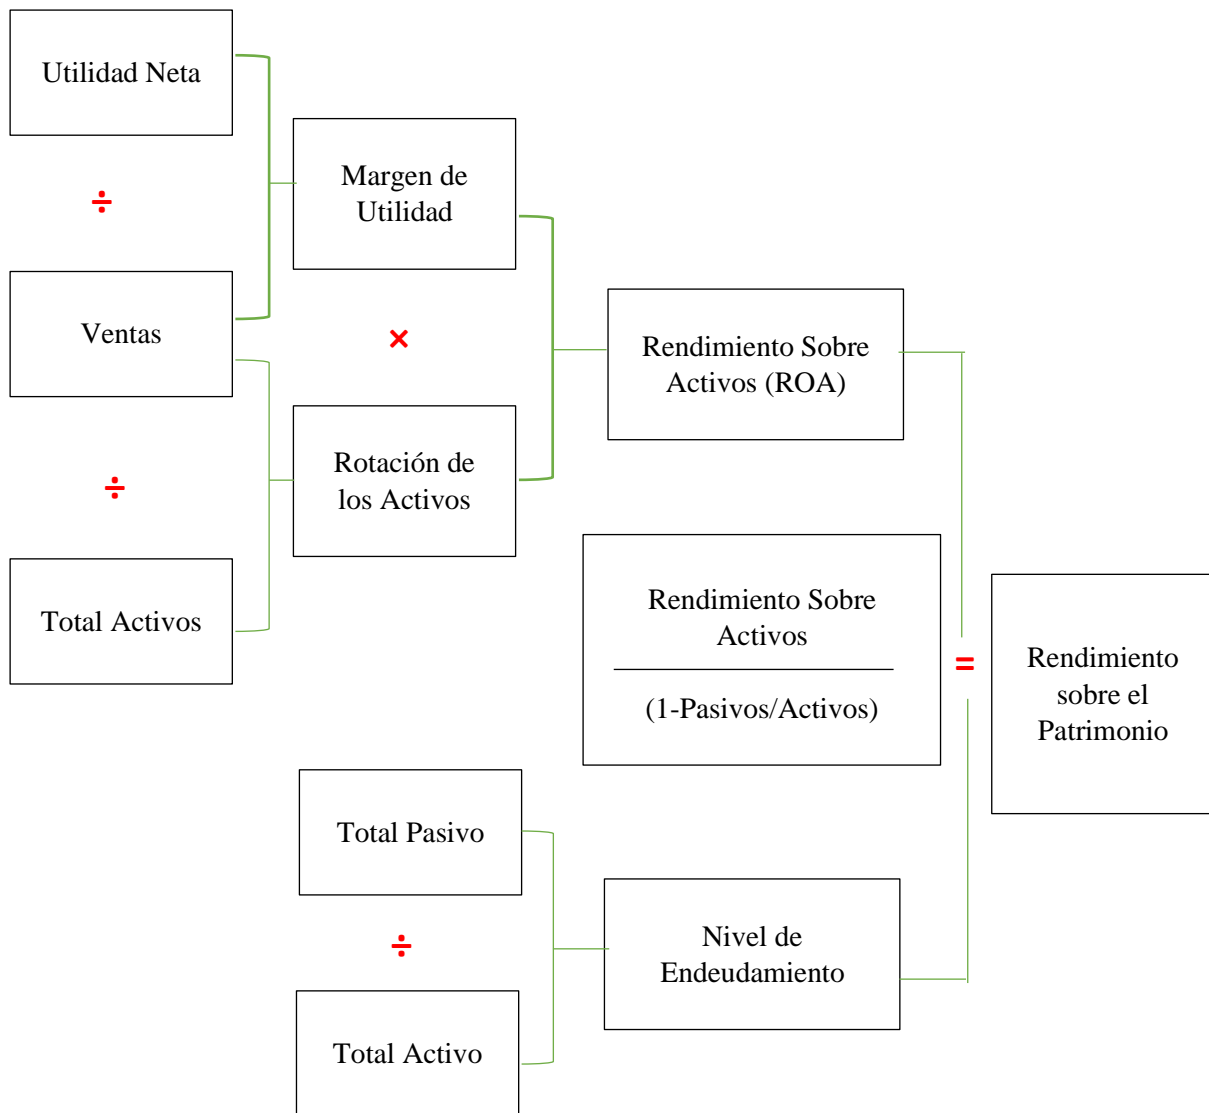 Utilidad Neta
÷
Ventas
÷
Total Activos
Margen de
Utilidad
×
Rotación de
los Activos
Rendimiento Sobre
Activos (ROA)
Rendimiento Sobre
Activos
(1-Pasivos/Activos)
=
Rendimiento
sobre el
Patrimonio
Total Pasivo
÷
Total Activo
Nivel de
Endeudamiento